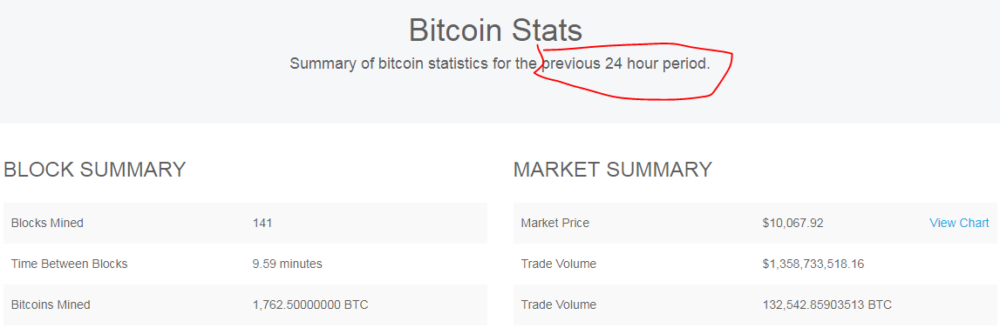 Bitcoin Stats
Summary of bitcoin statistics for the previous 24 hour period.
BLOCK SUMMARY
Blocks Mined 141
Time Between Blocks 9.59 minutes
Bitcoins Mined 1,762.50000000 BTC
MARKET SUMMARY
Market Price $10,067.92 View Chart
Trade Volume $1,358,733,518.16
Trade Volume 132,542.85903513 BTC